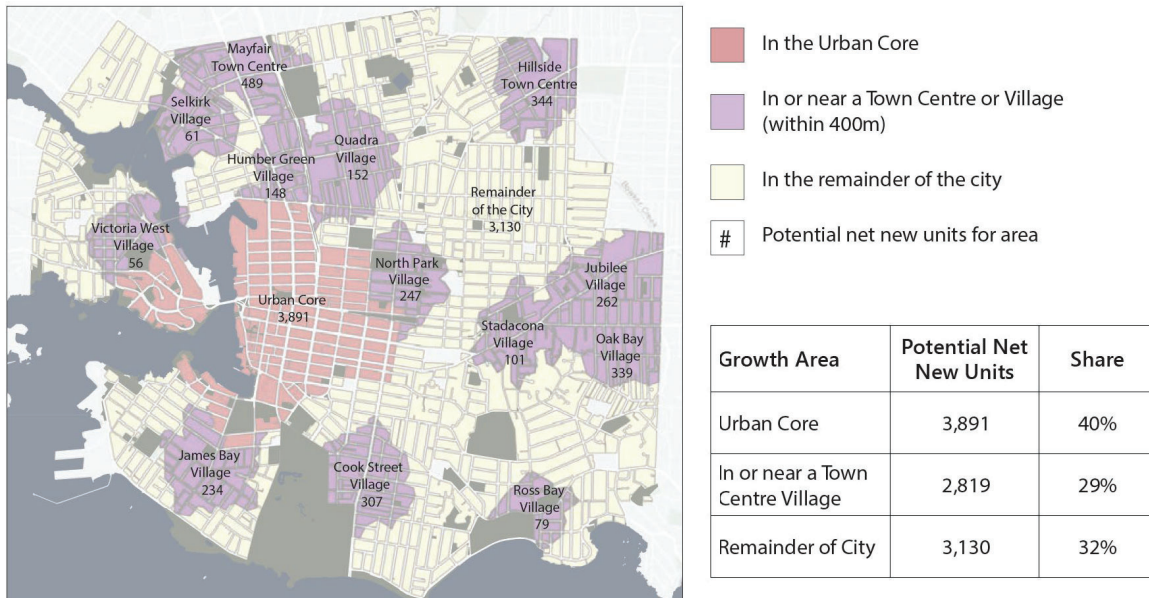 Mayfair
Town Centre
489
Hillside
Town Centre
344
Selkirk
Village
61
Quadra
Village
152
Humber Green
Village
148
Remainder
of the City
3,130
Victoria West
Village
56
North Park
Village
247
Jubilee
Village
262
Urban Core
3,891
Stadacona
Village
101
Oak Bay
Village
339
James Bay
Village
234
Cook Street
Village
307
Ross Bay
Village
79
In the Urban Core
In or near a Town Centre or Village
(within 400m)
In the remainder of the city
# Potential net new units for area
Growth Area
Potential Net
New Units
Share
Urban Core
3,891
40%
In or near a Town
Centre Village
2,819
29%
Remainder of City
3,130
32%